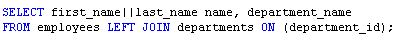 SELECT first_name||last_name name, department_name
FROM employees LEFT JOIN departments ON (department_id);